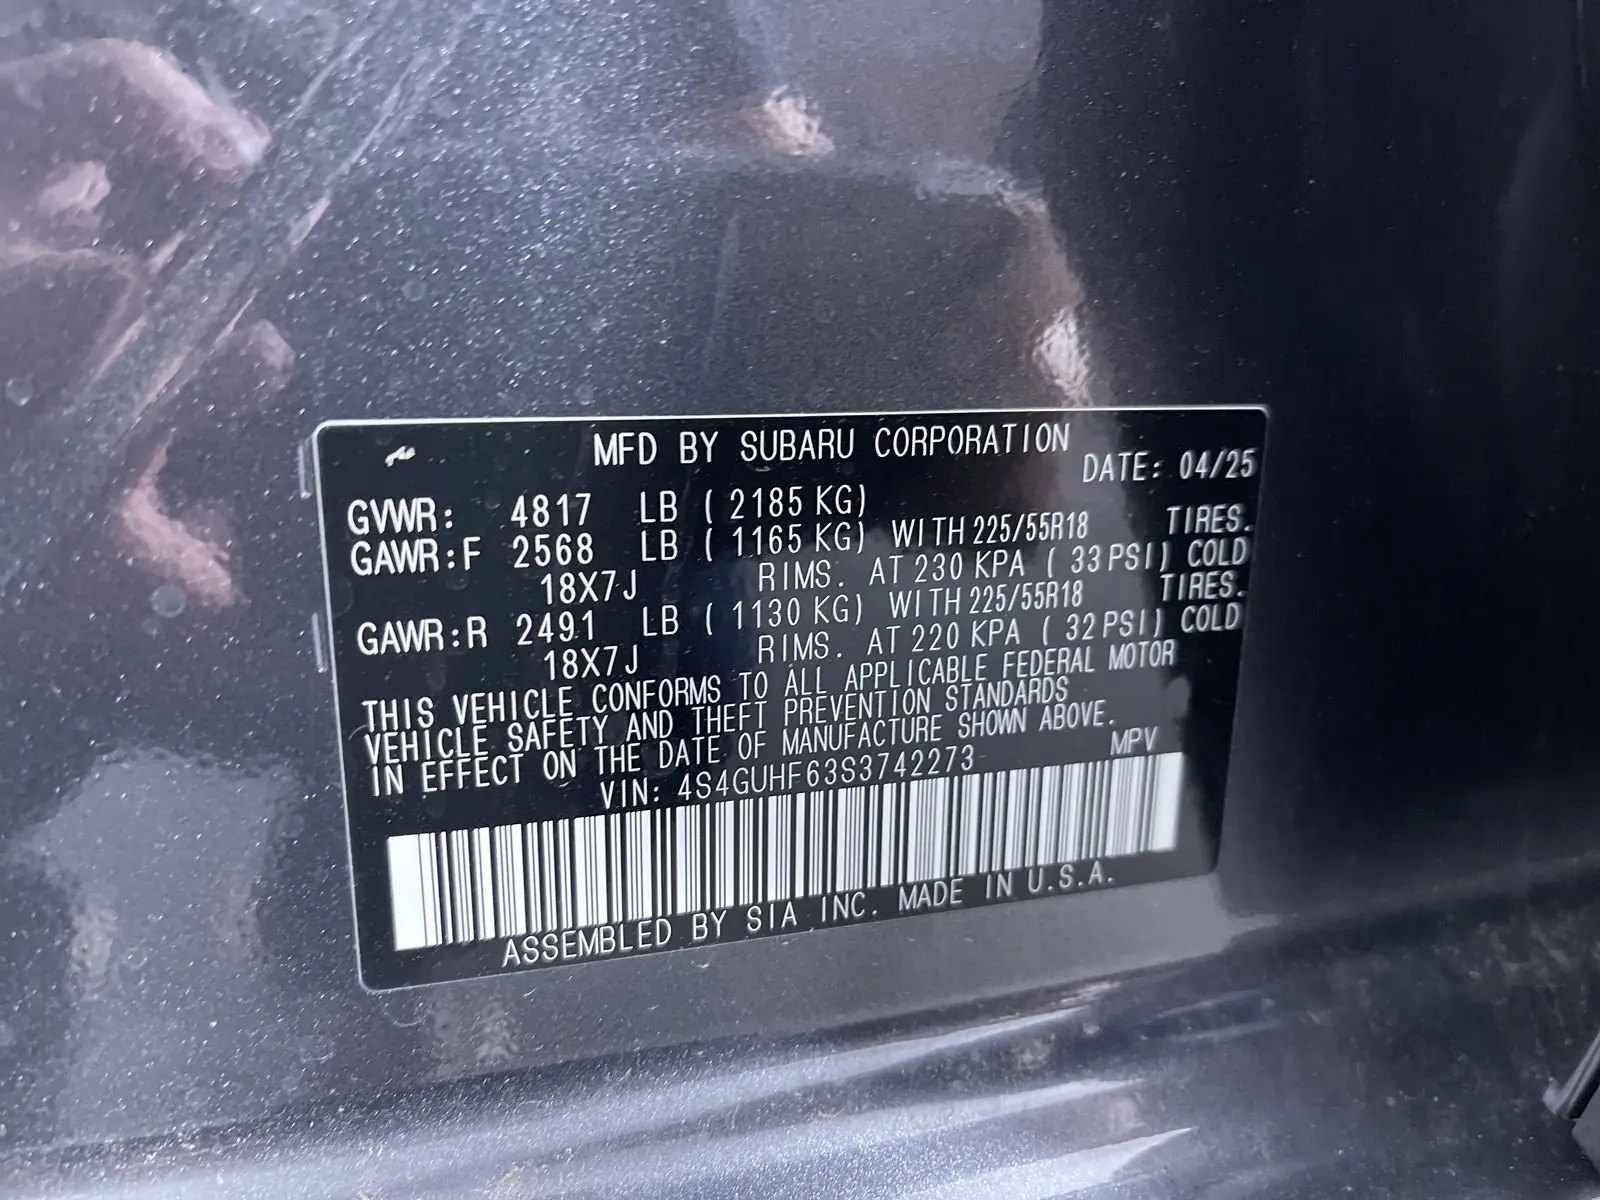 MFD BY SUBARU CORPORATION
DATE: 04/25
GVWR: 4817 LB ( 2185 KG)
GAWR:F 2568 LB ( 1165 KG) WITH 225/55R18 TIRES.
18X7J RIMS. AT 230 KPA ( 33 PSI) COLD
GAWR:R 2491 LB ( 1130 KG) WITH 225/55R18 TIRES.
18X7J RIMS. AT 220 KPA ( 32 PSI) COLD
THIS VEHICLE CONFORMS TO ALL APPLICABLE FEDERAL MOTOR
VEHICLE SAFETY AND THEFT PREVENTION STANDARDS
IN EFFECT ON THE DATE OF MANUFACTURE SHOWN ABOVE.
VIN: 4S4GUHF63S3742273 MPV
ASSEMBLED BY SIA INC. MADE IN U.S.A.